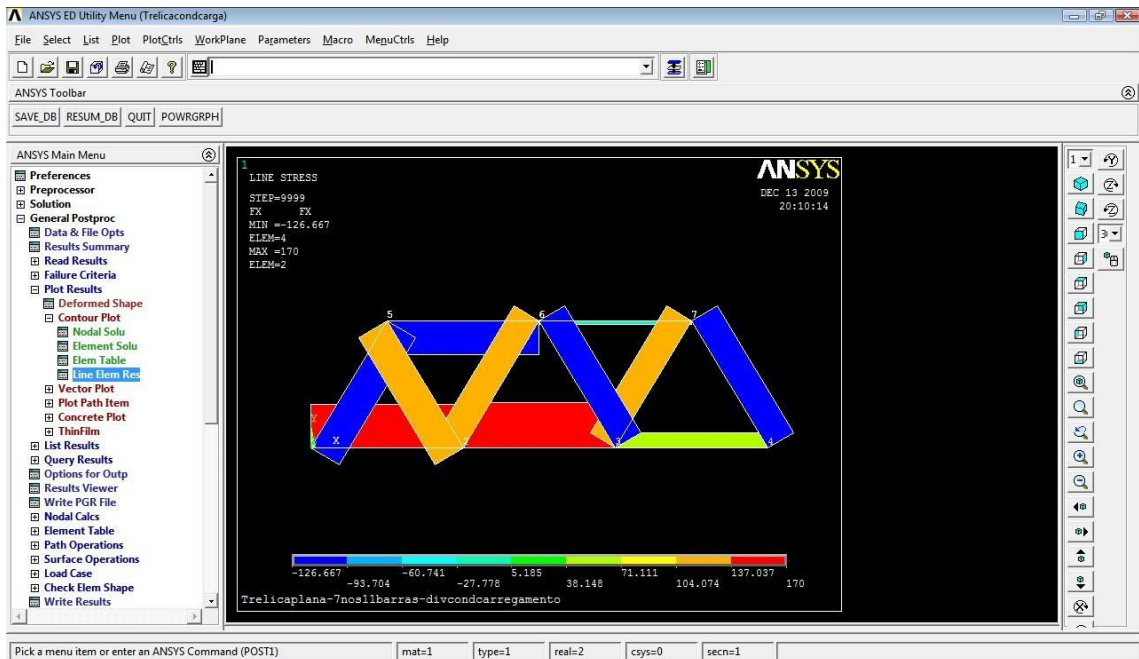 ANSYS ED Utility Menu (Trelicacondcarga)
File Select List Plot PlotCtrls WorkPlane Parameters Macro MenuCtrls Help
ANSYS Toolbar
SAVE_DB RESUM_DB QUIT POWRGRPH
ANSYS Main Menu
Preferences
Preprocessor
Solution
General Postproc
Data & File Opts
Results Summary
Read Results
Failure Criteria
Plot Results
Deformed Shape
Contour Plot
Nodal Solu
Element Solu
Elem Table
Line Elem Res
Vector Plot
Plot Path Item
Concrete Plot
ThinFilm
List Results
Query Results
Options for Outp
Results Viewer
Write PGR File
Nodal Calcs
Element Table
Path Operations
Surface Operations
Load Case
Check Elem Shape
Write Results
1
LINE STRESS
STEP=9999
FX FX
MIN =-126.667
ELEM=4
MAX =170
ELEM=2
ANSYS
DEC 13 2009
20:10:14
5 6 7
Y
X 2 3 4
-126.667 -60.741 5.185 71.111 137.037
-93.704 -27.778 38.148 104.074 170
Trelicaplana-7nos11barras-divcondcarregamento
1
Pick a menu item or enter an ANSYS Command (POST1) mat=1 type=1 real=2 csys=0 secn=1